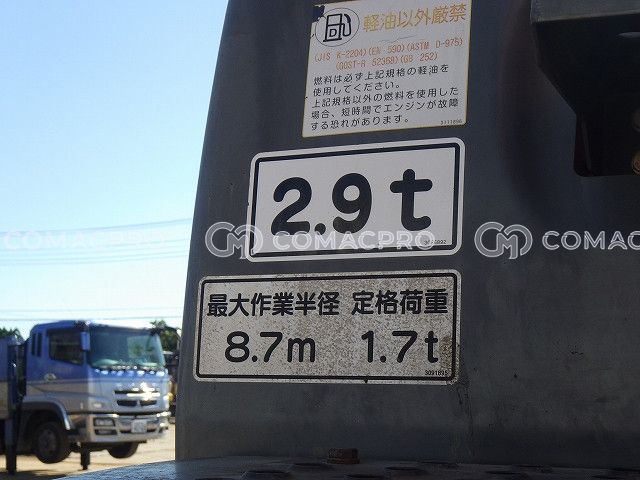 軽油以外厳禁
(JIS K-2204)(EN 590)(ASTM D-975)
(GOST-R 52368)(GB 252)
燃料は必ず上記規格の軽油を
使用してください。
上記規格以外の燃料を使用した
場合、短時間でエンジンが故障
する恐れがあります。
3111896
2.9t
COMACPRO COMACPRO COMACPRO
最大作業半径 定格荷重
8.7m 1.7t
3091895